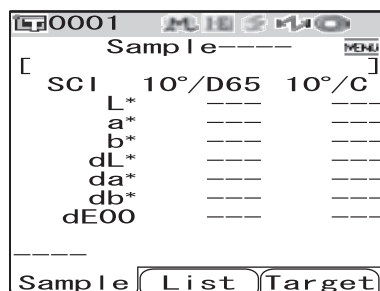 0001
Sample----
MENU
[ ]
SCI 10°/D65 10°/C
L* --- ---
a* --- ---
b* --- ---
dL* --- ---
da* --- ---
db* --- ---
dE00 --- ---
----
Sample List Target